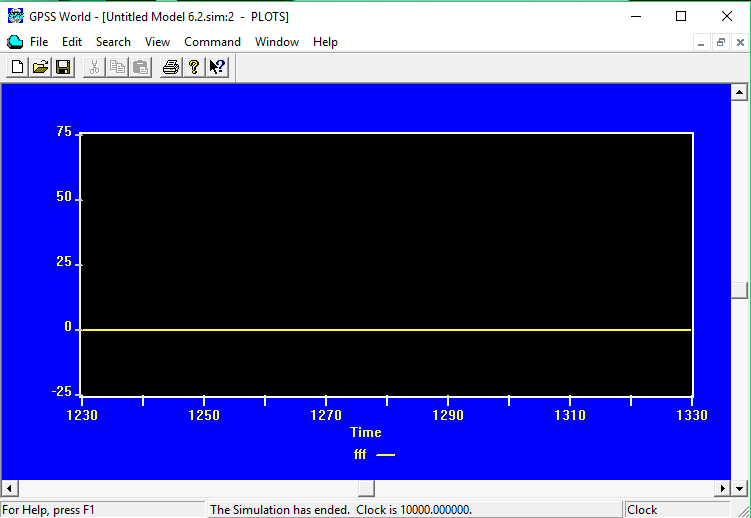 GPSS World - [Untitled Model 6.2.sim:2 - PLOTS]
File Edit Search View Command Window Help
75
50
25
0
-25
1230 1250 1270 1290 1310 1330
Time
fff
For Help, press F1 The Simulation has ended. Clock is 10000.000000. Clock